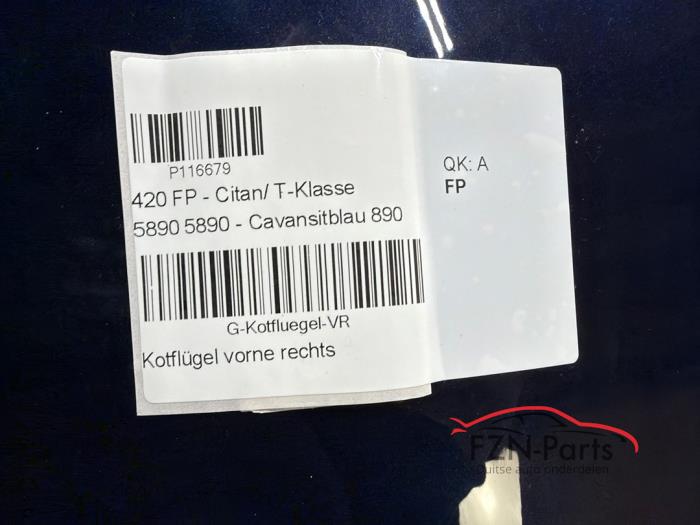 P116679
420 FP - Citan/ T-Klasse
5890 5890 - Cavansitblau 890
G-Kotfluegel-VR
Kotflügel vorne rechts
QK: A
FP
FZN-Parts
Duitse auto onderdelen